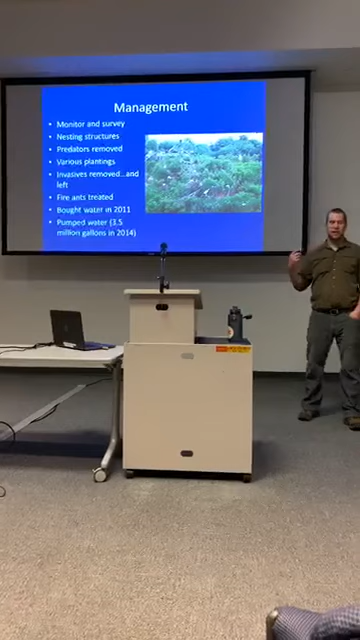 Management
• Monitor and survey
• Nesting structures
• Predators removed
• Various plantings
• Invasives removed...and
left
• Fire ants treated
• Bought water in 2011
• Pumped water (3.5
million gallons in 2014)